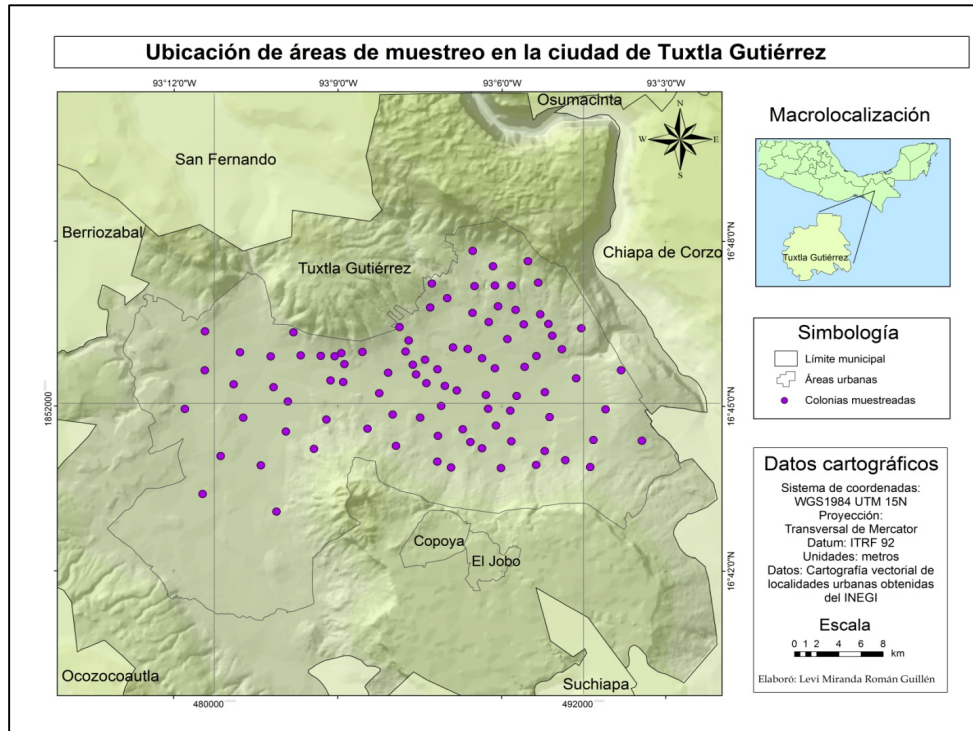 Ubicación de áreas de muestreo en la ciudad de Tuxtla Gutiérrez
93°12'0"W
93°9'0"W
93°6'0"W
93°3'0"W
Osumacinta
N
W
E
S
San Fernando
Berriozabal
Tuxtla Gutiérrez
Chiapa de Corzo
16°48'0"N
1852000
16°45'0"N
Copoya
El Jobo
16°42'0"N
Ocozocoautla
Suchiapa
480000
492000
Macrolocalización
Tuxtla Gutiérrez
Simbología
Límite municipal
Áreas urbanas
Colonias muestreadas
Datos cartográficos
Sistema de coordenadas:
WGS1984 UTM 15N
Proyección:
Transversal de Mercator
Datum: ITRF 92
Unidades: metros
Datos: Cartografía vectorial de
localidades urbanas obtenidas
del INEGI
Escala
0 1 2 4 6 8
km
Elaboró: Levi Miranda Román Guillén